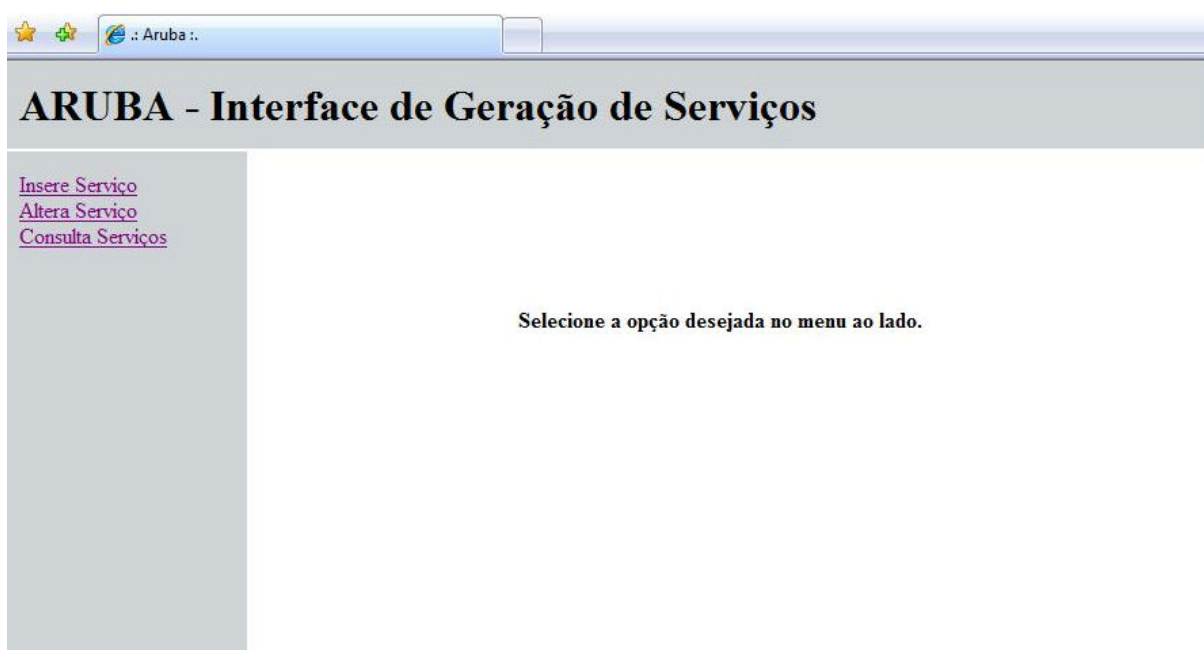 .: Aruba :.
ARUBA - Interface de Geração de Serviços
Insere Serviço
Altera Serviço
Consulta Serviços
Selecione a opção desejada no menu ao lado.